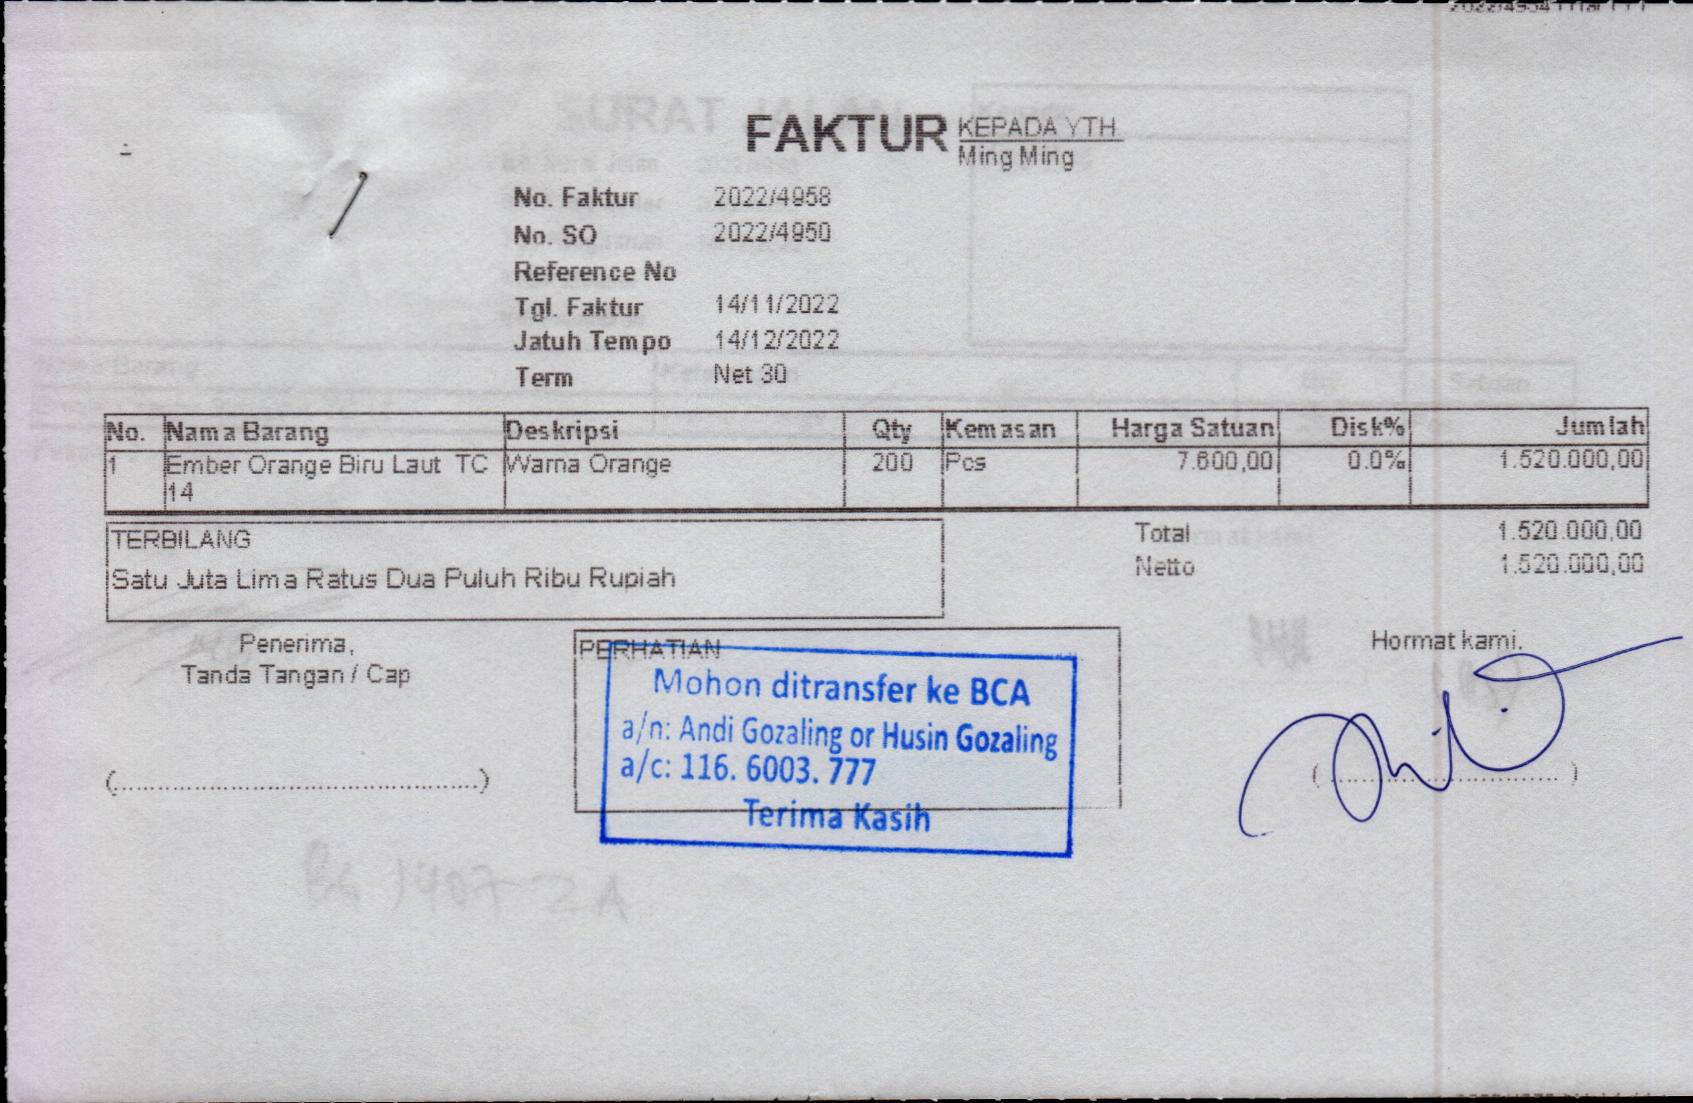 FAKTUR
KEPADA YTH
Ming Ming
No. Faktur 2022/4958
No. SO 2022/4950
Reference No
Tgl. Faktur 14/11/2022
Jatuh Tempo 14/12/2022
Term Net 30
No. Nama Barang Deskripsi Qty Kemasan Harga Satuan Disk% Jumlah
1 Ember Orange Biru Laut TC Warna Orange 200 Pcs 7.600,00 0.0% 1.520.000,00
14
TERBILANG Total 1.520.000,00
Satu Juta Lima Ratus Dua Puluh Ribu Rupiah Netto 1.520.000,00
Penerima,
Tanda Tangan / Cap
PERHATIAN
Mohon ditransfer ke BCA
a/n: Andi Gozaling or Husin Gozaling
a/c: 116. 6003. 777
Terima Kasih
Hormat kami.
BG 1407 ZA